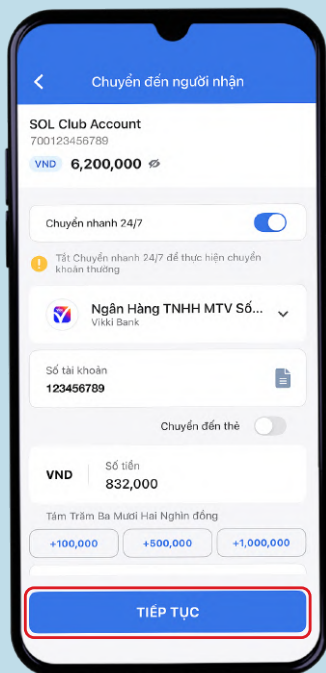 Chuyển đến người nhận
SOL Club Account
700123456789
VND 6,200,000
Chuyển nhanh 24/7
Tắt Chuyển nhanh 24/7 để thực hiện chuyển
khoản thường
Ngân Hàng TNHH MTV Số...
Vikki Bank
Số tài khoản
123456789
Chuyển đến thẻ
Số tiền
VND 832,000
Tám Trăm Ba Mươi Hai Nghìn đồng
+100,000 +500,000 +1,000,000
TIẾP TỤC